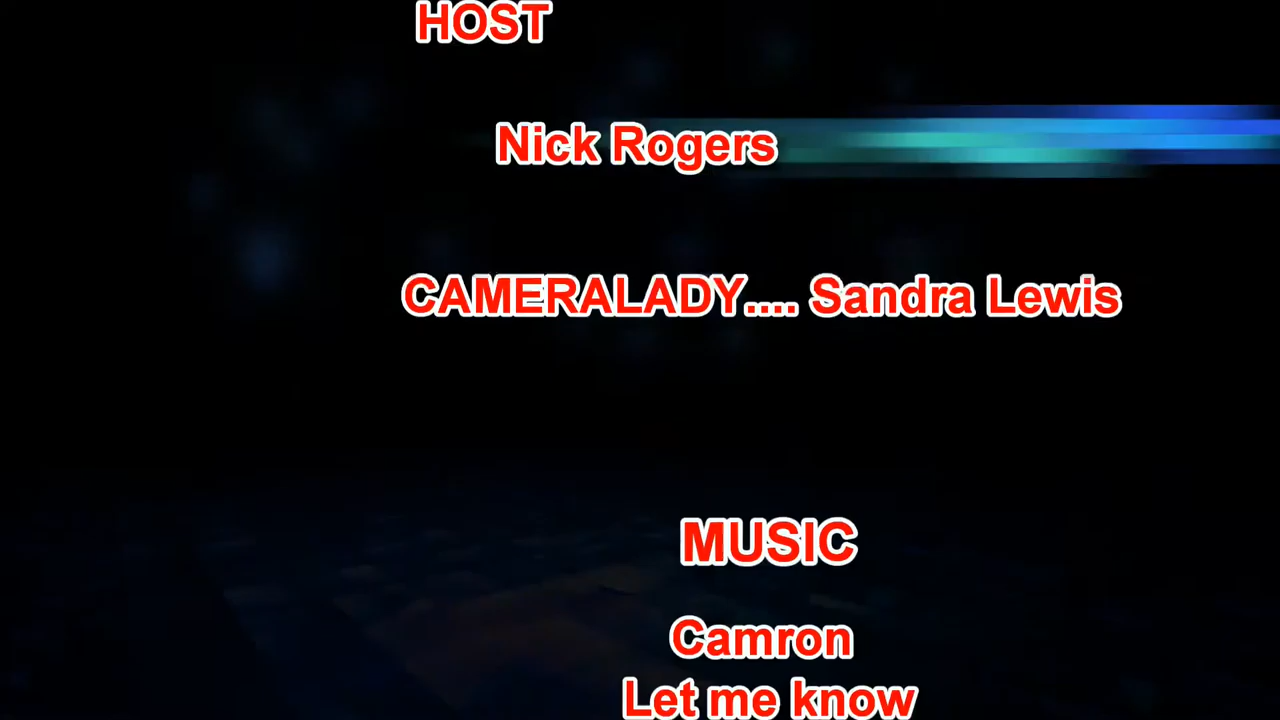 HOST
Nick Rogers
CAMERALADY.... Sandra Lewis
MUSIC
Camron
Let me know